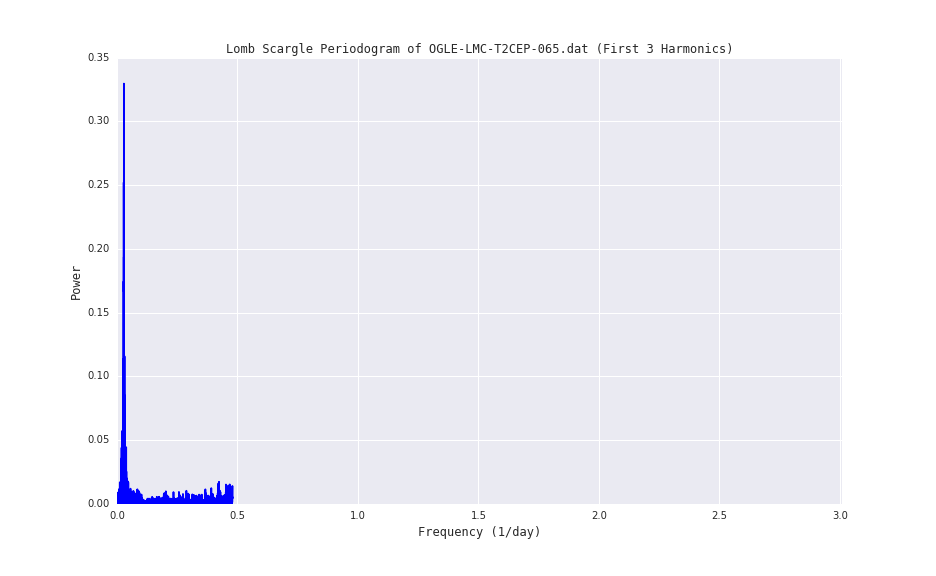 Lomb Scargle Periodogram of OGLE-LMC-T2CEP-065.dat (First 3 Harmonics)
0.35
0.30
0.25
0.20
0.15
0.10
0.05
0.00
Power
0.0 0.5 1.0 1.5 2.0 2.5 3.0
Frequency (1/day)